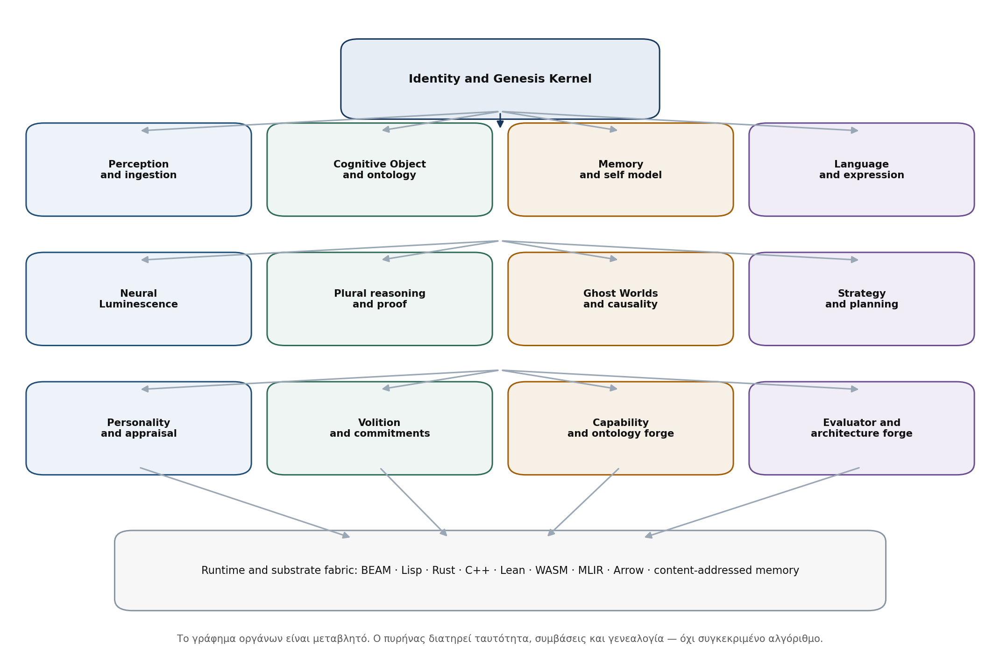 Identity and Genesis Kernel
Perception
and ingestion
Cognitive Object
and ontology
Memory
and self model
Language
and expression
Neural
Luminescence
Plural reasoning
and proof
Ghost Worlds
and causality
Strategy
and planning
Personality
and appraisal
Volition
and commitments
Capability
and ontology forge
Evaluator and
architecture forge
Runtime and substrate fabric: BEAM · Lisp · Rust · C++ · Lean · WASM · MLIR · Arrow · content-addressed memory
Το γράφημα οργάνων είναι μεταβλητό. Ο πυρήνας διατηρεί ταυτότητα, συμβάσεις και γενεαλογία — όχι συγκεκριμένο αλγόριθμο.